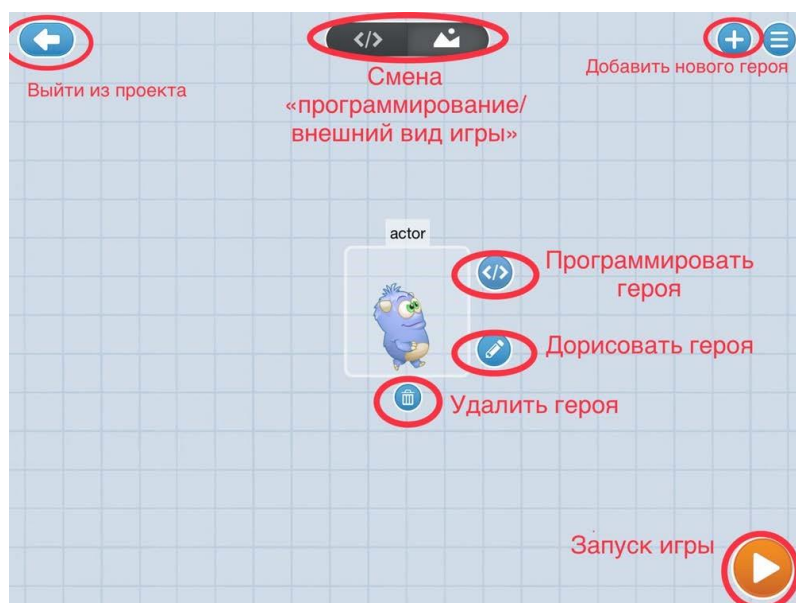 </>
Выйти из проекта
Смена
«программирование/
внешний вид игры»
Добавить нового героя
actor
</>
Программировать
героя
Дорисовать героя
Удалить героя
Запуск игры